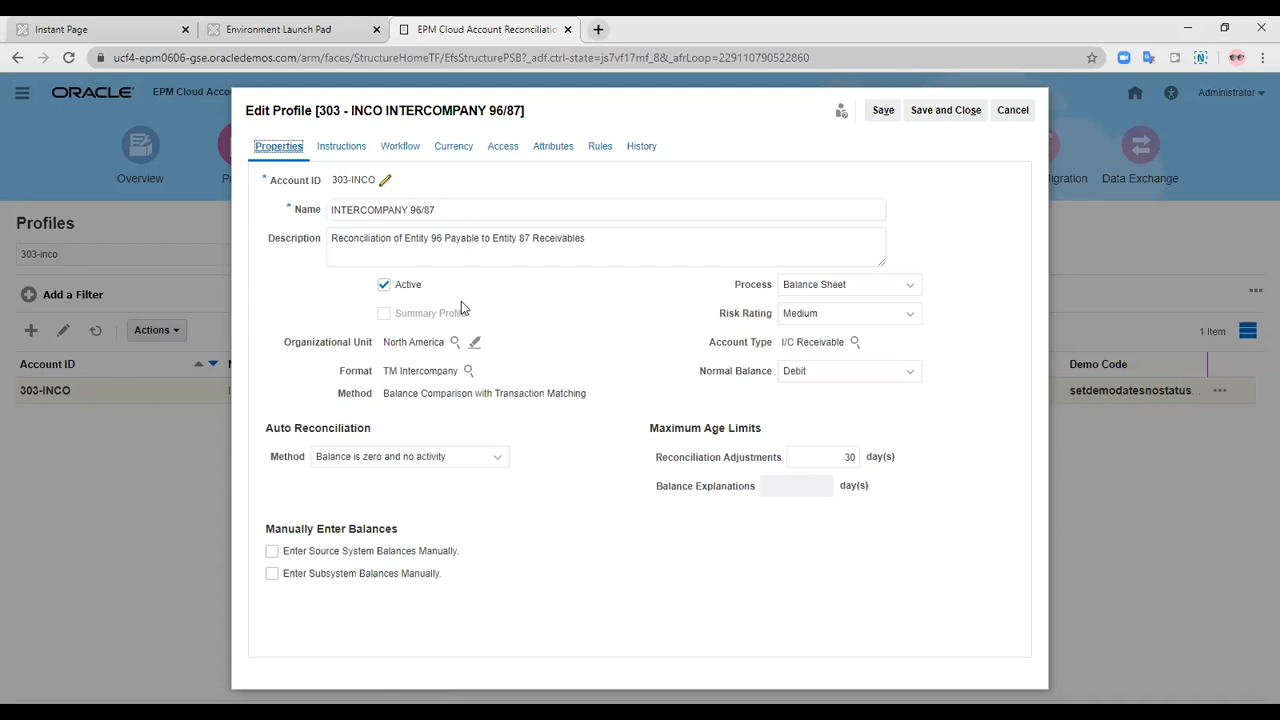 Instant Page
Environment Launch Pad
EPM Cloud Account Reconciliatio
ucf4-epm0606-gse.oracledemos.com/arm/faces/StructureHomeTF/EfsStructurePSB?_adf.ctrl-state=js7vf17mf_8&_afrLoop=229110790522860
ORACLE
EPM Cloud Acco
Administrator
Overview
Migration
Data Exchange
Profiles
303-inco
Add a Filter
Actions
1 Item
Account ID
Demo Code
303-INCO
setdemodatesnostatus...
Edit Profile [303 - INCO INTERCOMPANY 96/87]
Save
Save and Close
Cancel
Properties Instructions Workflow Currency Access Attributes Rules History
* Account ID 303-INCO
* Name INTERCOMPANY 96/87
Description Reconciliation of Entity 96 Payable to Entity 87 Receivables
Active
Process Balance Sheet
Summary Profile
Risk Rating Medium
Organizational Unit North America
Account Type I/C Receivable
Format TM Intercompany
Normal Balance Debit
Method Balance Comparison with Transaction Matching
Auto Reconciliation
Maximum Age Limits
Method Balance is zero and no activity
Reconciliation Adjustments 30 day(s)
Balance Explanations day(s)
Manually Enter Balances
Enter Source System Balances Manually.
Enter Subsystem Balances Manually.